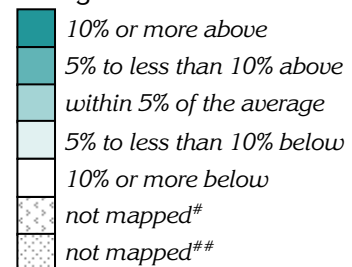 10% or more above
5% to less than 10% above
within 5% of the average
5% to less than 10% below
10% or more below
not mapped#
not mapped##